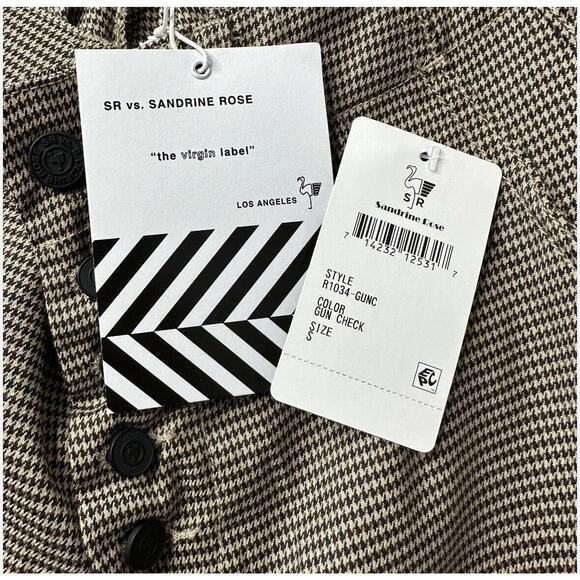 SR vs. SANDRINE ROSE
"the virgin label"
LOS ANGELES
S R
Sandrine Rose
7 14232 12531 7
STYLE
R1034-GUNC
COLOR
GUN CHECK
SIZE
S
EPC